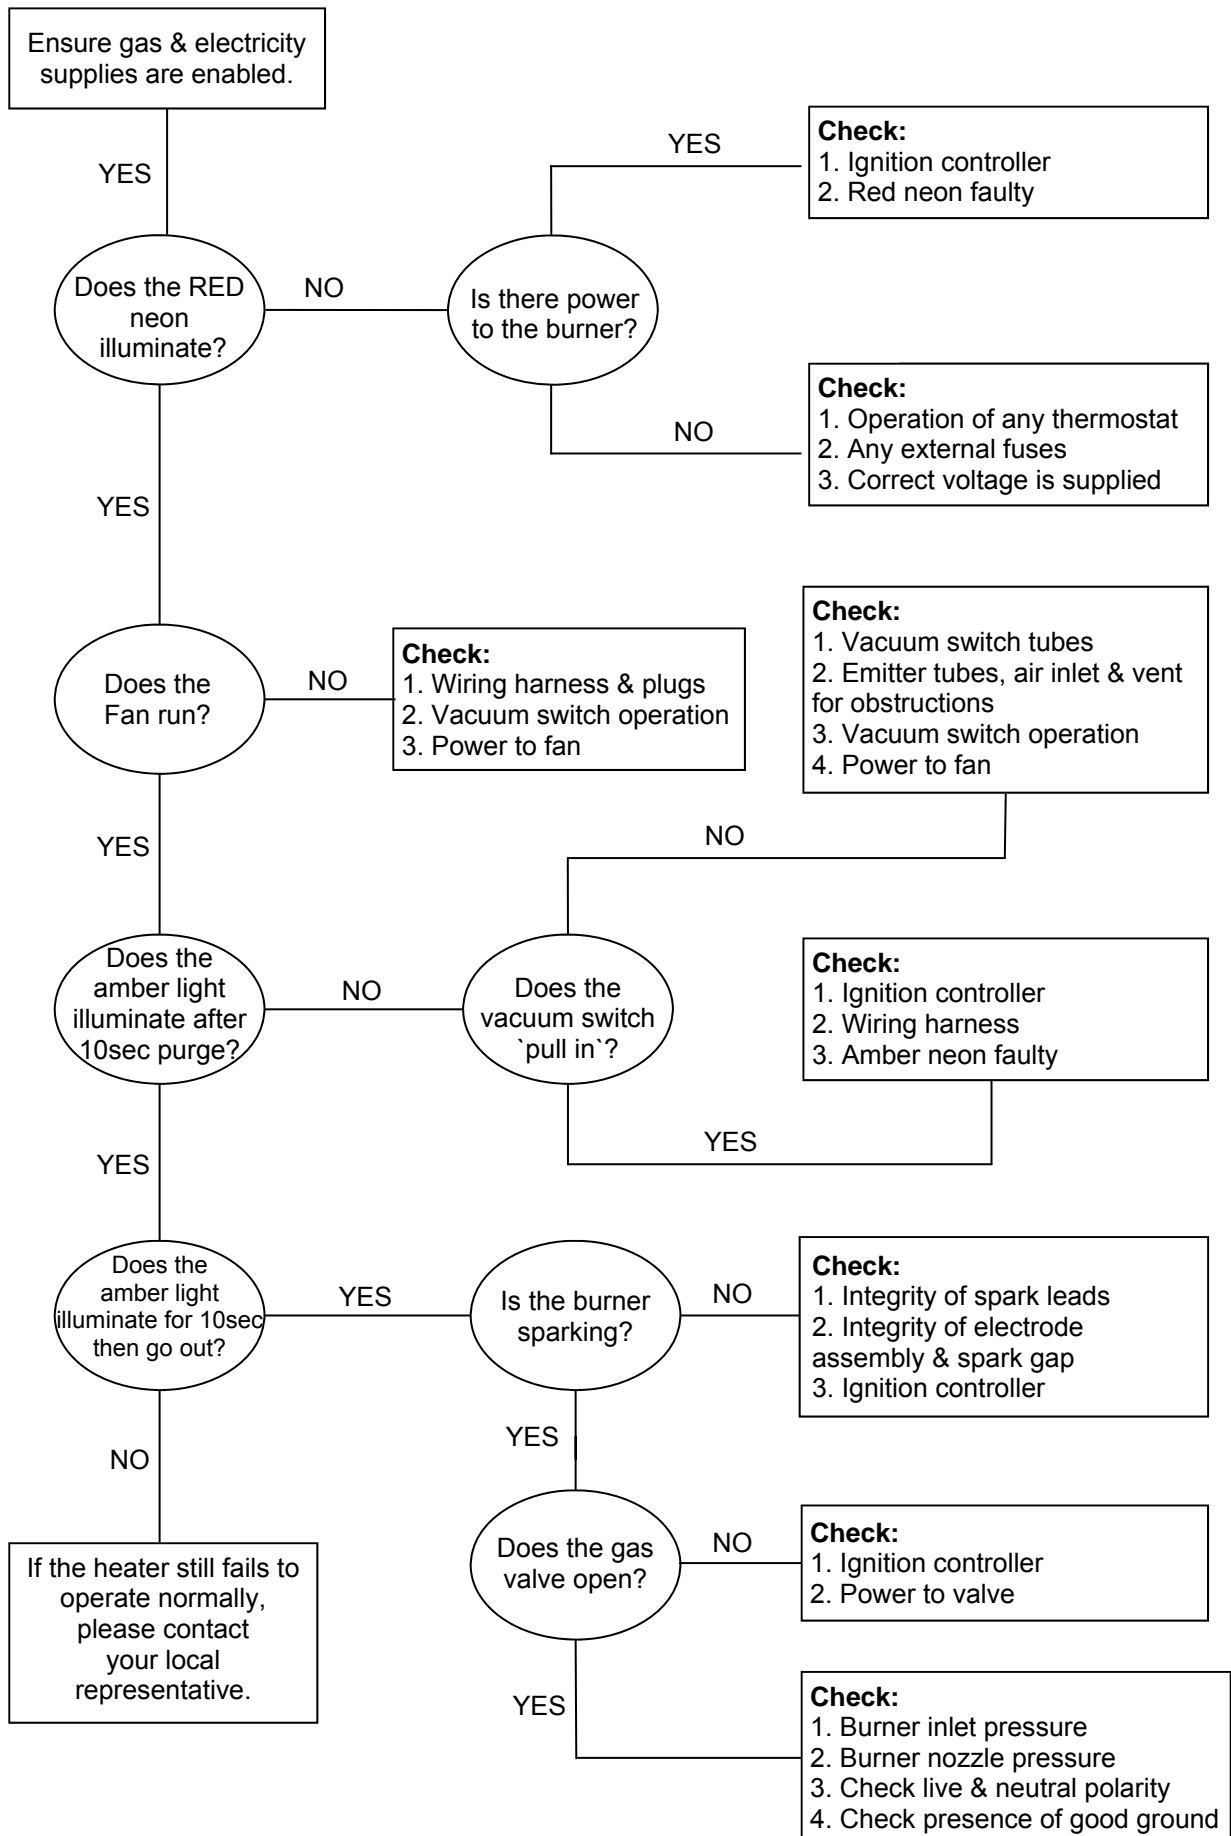 Ensure gas & electricity
supplies are enabled.
YES
Does the RED
neon
illuminate?
NO
Is there power
to the burner?
YES
Check:
1. Ignition controller
2. Red neon faulty
NO
Check:
1. Operation of any thermostat
2. Any external fuses
3. Correct voltage is supplied
YES
Does the
Fan run?
NO
Check:
1. Wiring harness & plugs
2. Vacuum switch operation
3. Power to fan
YES
Does the
amber light
illuminate after
10sec purge?
NO
Does the
vacuum switch
`pull in`?
NO
Check:
1. Vacuum switch tubes
2. Emitter tubes, air inlet & vent
for obstructions
3. Vacuum switch operation
4. Power to fan
YES
Check:
1. Ignition controller
2. Wiring harness
3. Amber neon faulty
YES
Does the
amber light
illuminate for 10sec
then go out?
YES
Is the burner
sparking?
NO
Check:
1. Integrity of spark leads
2. Integrity of electrode
assembly & spark gap
3. Ignition controller
YES
Does the gas
valve open?
NO
Check:
1. Ignition controller
2. Power to valve
YES
Check:
1. Burner inlet pressure
2. Burner nozzle pressure
3. Check live & neutral polarity
4. Check presence of good ground
NO
If the heater still fails to
operate normally,
please contact
your local
representative.